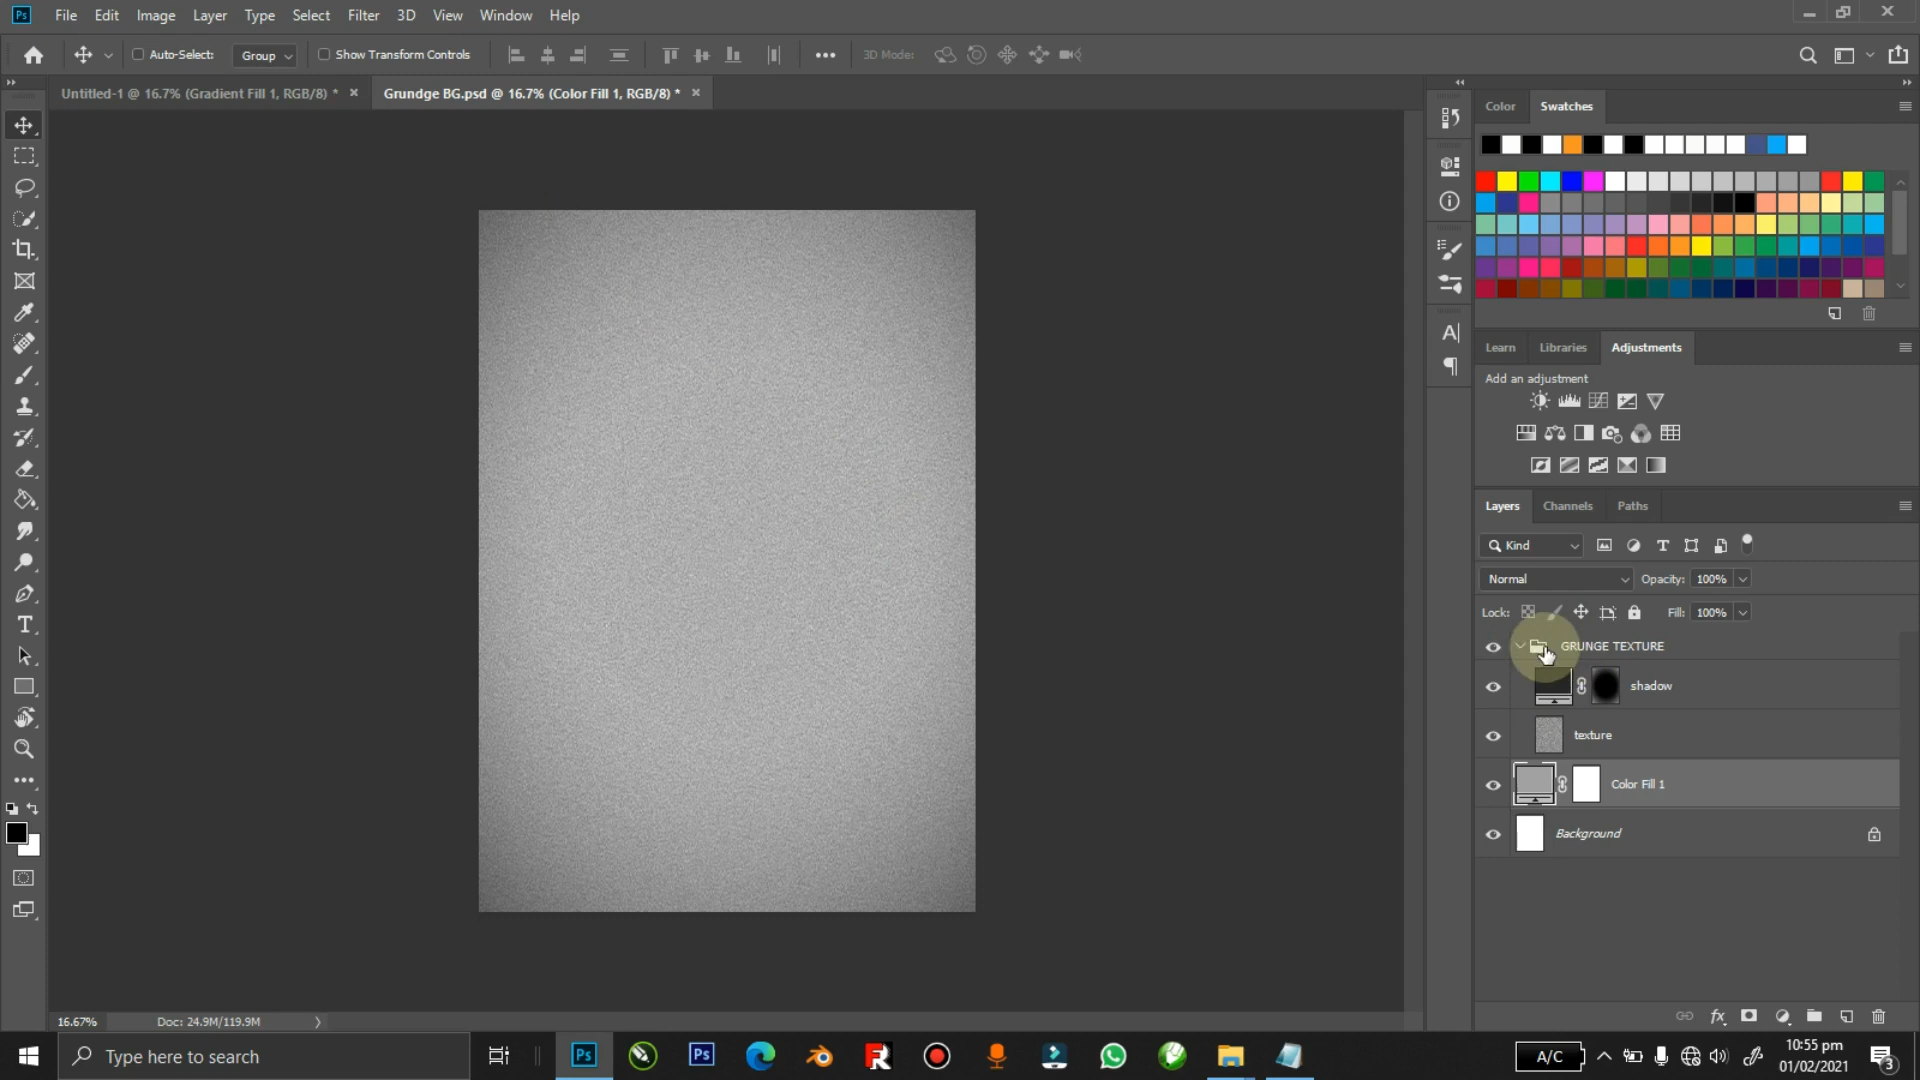 Ps File Edit Image Layer Type Select Filter 3D View Window Help
Auto-Select: Group Show Transform Controls 3D Mode:
Untitled-1 @ 16.7% (Gradient Fill 1, RGB/8) * Grundge BG.psd @ 16.7% (Color Fill 1, RGB/8) *
Color Swatches
Learn Libraries Adjustments
Add an adjustment
Layers Channels Paths
Kind
Normal Opacity: 100%
Lock: Fill: 100%
GRUNGE TEXTURE
shadow
texture
Color Fill 1
Background
16.67% Doc: 24.9M/119.9M
Type here to search Ps Ps A/C 10:55 pm
01/02/2021 3